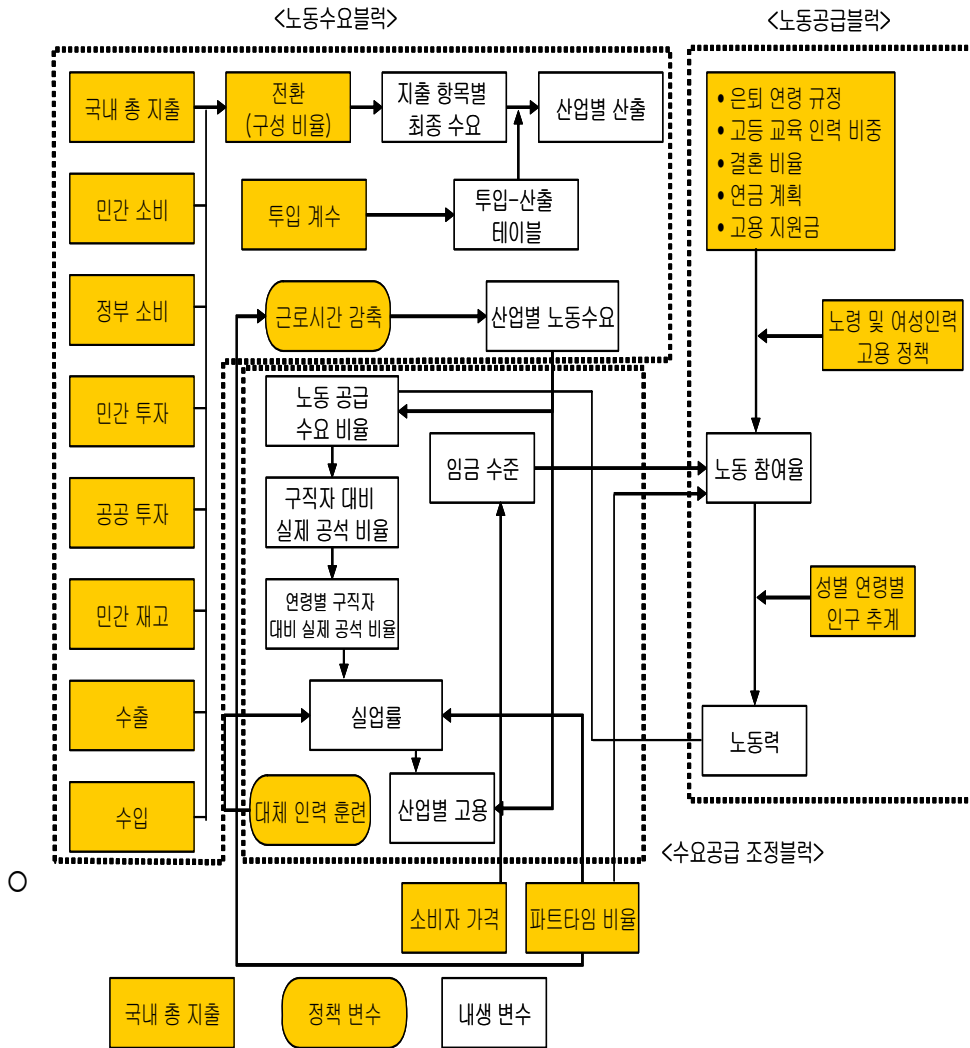 <노동수요블럭>
<노동공급블럭>
국내 총 지출
전환
(구성 비율)
지출 항목별
최종 수요
산업별 산출
민간 소비
투입 계수
투입-산출
테이블
정부 소비
근로시간 감축
산업별 노동수요
민간 투자
노동 공급
수요 비율
임금 수준
공공 투자
구직자 대비
실제 공석 비율
민간 재고
연령별 구직자
대비 실제 공석 비율
수출
실업률
수입
대체 인력 훈련
산업별 고용
• 은퇴 연령 규정
• 고등 교육 인력 비중
• 결혼 비율
• 연금 계획
• 고용 지원금
노령 및 여성인력
고용 정책
노동 참여율
성별 연령별
인구 추계
노동력
<수요공급 조정블럭>
○
소비자 가격
파트타임 비율
국내 총 지출
정책 변수
내생 변수